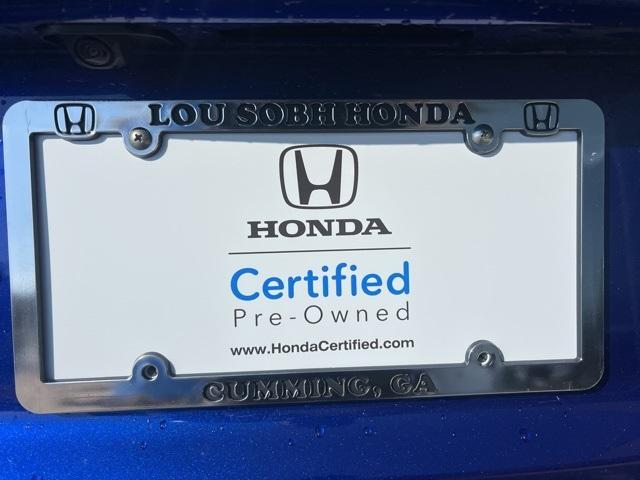 LOU SOBH HONDA
HONDA
Certified
Pre-Owned
www.HondaCertified.com
CUMMING, GA